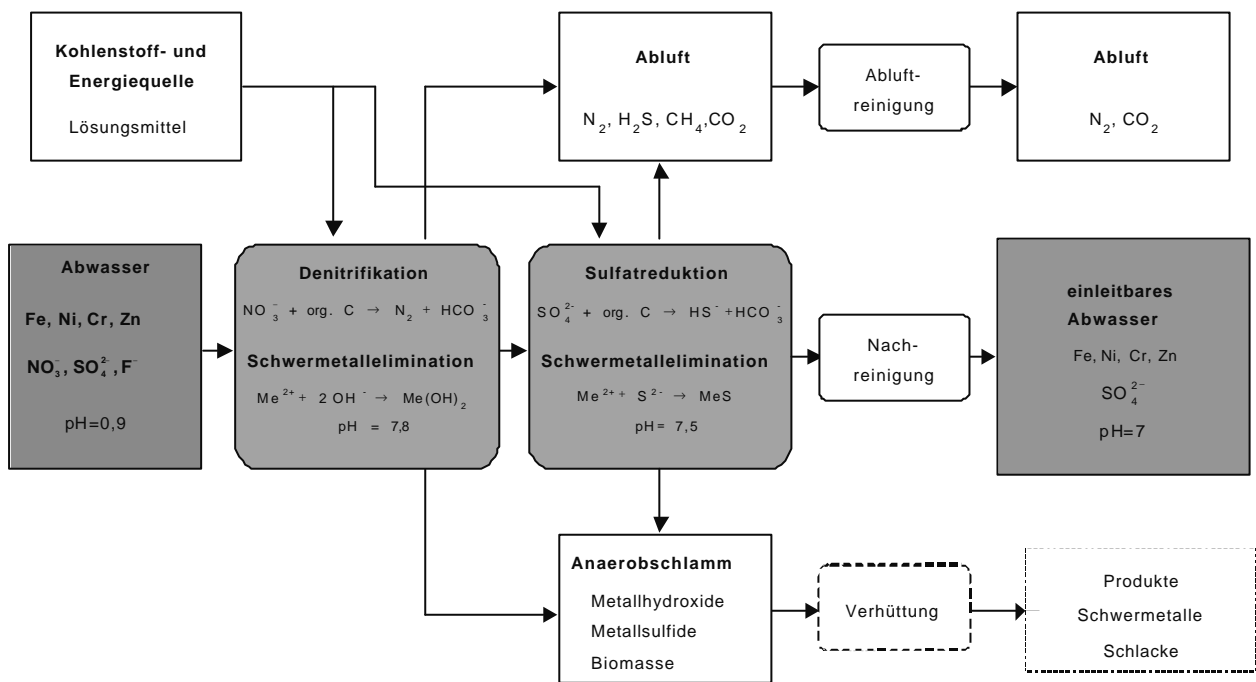 Kohlenstoff- und
Energiequelle
Lösungsmittel
Abluft
N₂, H₂S, CH₄,CO₂
Abluft-
reinigung
Abluft
N₂, CO₂
Abwasser
Fe, Ni, Cr, Zn
NO₃⁻, SO₄²⁻, F⁻
pH=0,9
Denitrifikation
NO₃⁻ + org. C → N₂ + HCO₃⁻
Schwermetallelimination
Me²⁺ + 2 OH⁻ → Me(OH)₂
pH = 7,8
Sulfatreduktion
SO₄²⁻ + org. C → HS⁻ +HCO₃⁻
Schwermetallelimination
Me²⁺ + S²⁻ → MeS
pH= 7,5
Nach-
reinigung
einleitbares
Abwasser
Fe, Ni, Cr, Zn
SO₄²⁻
pH=7
Anaerobschlamm
Metallhydroxide
Metallsulfide
Biomasse
Verhüttung
Produkte
Schwermetalle
Schlacke